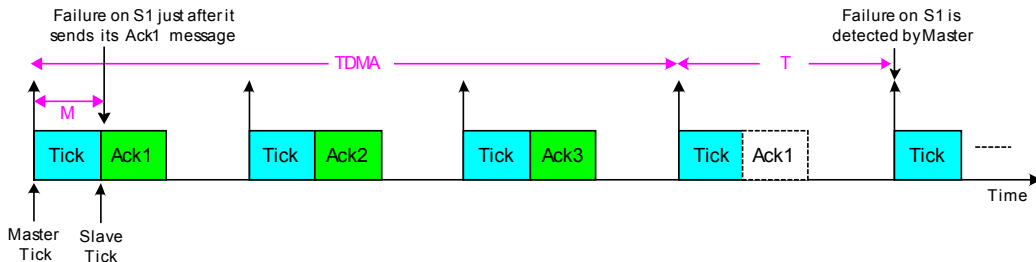 Failure on S1 just after it
sends its Ack1 message
Failure on S1 is
detected by Master
TDMA
T
M
Tick
Ack1
Tick
Ack2
Tick
Ack3
Tick
Ack1
Tick
Time
Master
Tick
Slave
Tick